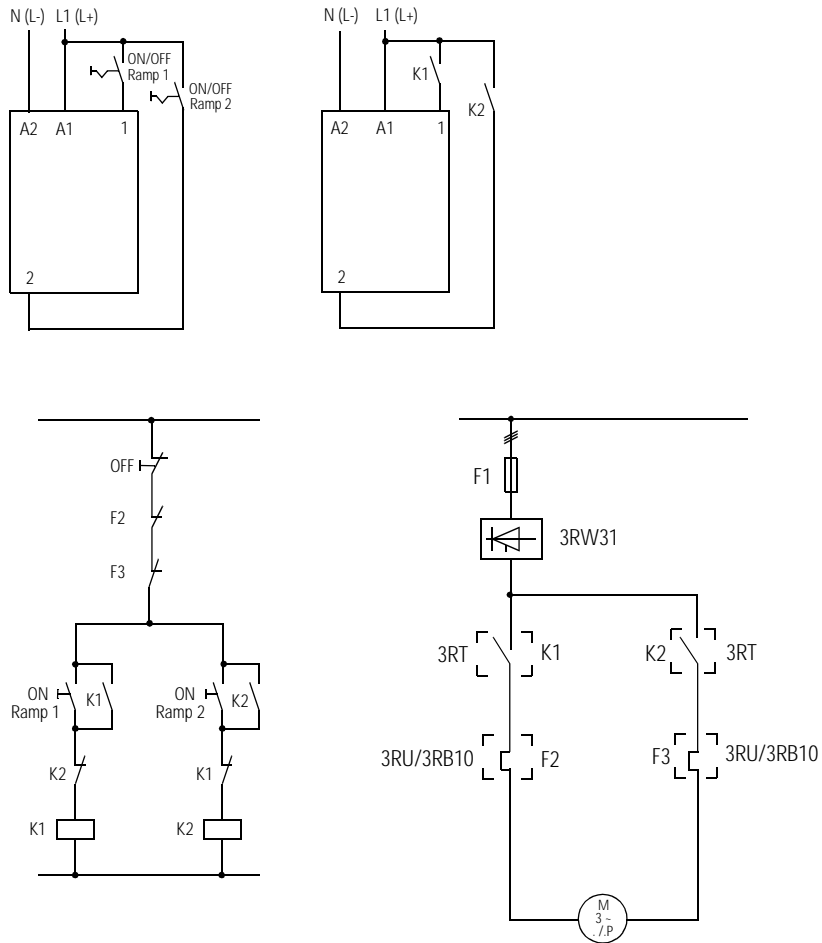 N (L-) L1 (L+)
ON/OFF
Ramp 1
ON/OFF
Ramp 2
A2 A1 1
2
N (L-) L1 (L+)
K1
K2
A2 A1 1
2
OFF
F2
F3
ON
Ramp 1
K1
ON
Ramp 2
K2
K2
K1
K1
K2
F1
3RW31
3RT
K1
K2
3RT
3RU/3RB10
F2
F3
3RU/3RB10
M
3 ~
. /.P